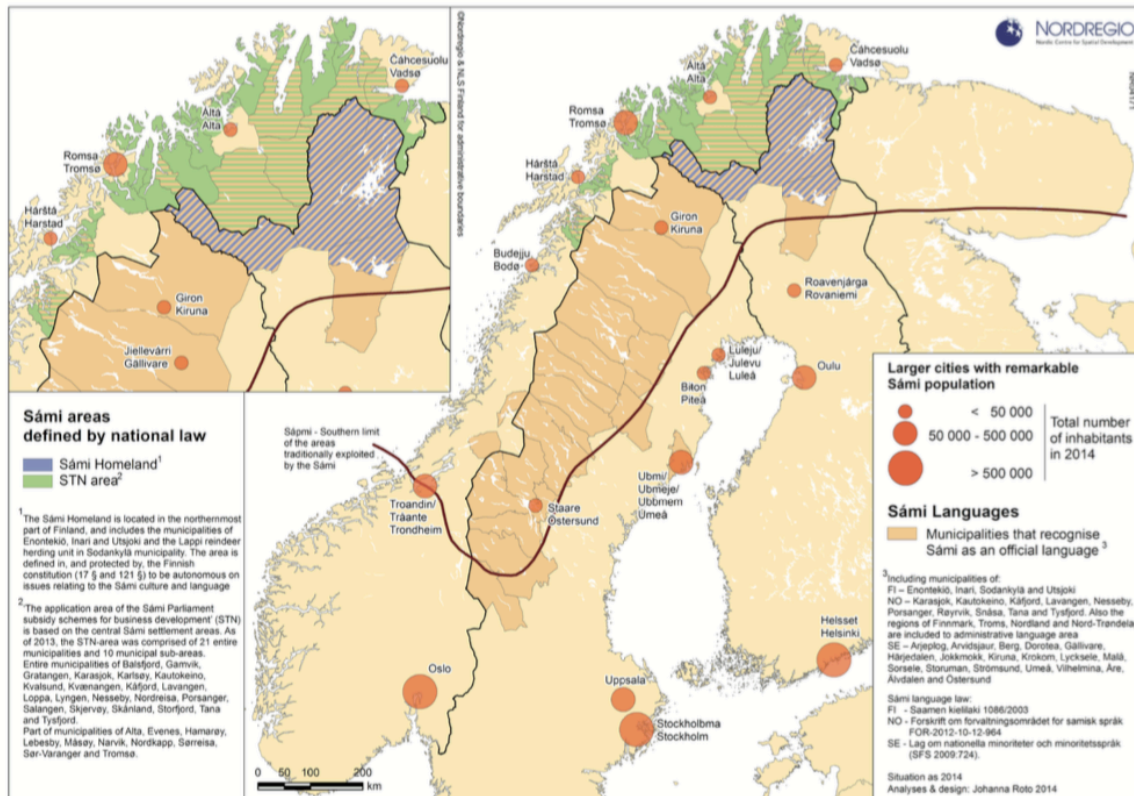 Čáhcesuolu
Vadsø
Áltá
Alta
Romsa
Tromsø
Hárštá
Harstad
Giron
Kiruna
Jiellevárri
Gällivare
©Nordregio & NLS Finland for administrative boundaries
NORDREGIO
Nordic Centre for Spatial Development
Čáhcesuolu
Vadsø
Áltá
Alta
Romsa
Tromsø
Hárštá
Harstad
Giron
Kiruna
Budejju
Bodø
Roavenjárga
Rovaniemi
Luleju/
Julevu
Luleå
Oulu
Piteå
Sápmi - Southern limit
of the areas
traditionally exploited
by the Sámi
Troandin/
Tråante
Trondheim
Staare
Östersund
Ubmi/
Ubmeje/
Ubbmem
Umeå
Oslo
Uppsala
Stockholbma
Stockholm
Helsset
Helsinki
0 50 100 200
km
Sámi areas
defined by national law
Sámi Homeland¹
STN area²
¹The Sámi Homeland is located in the northernmost
part of Finland, and includes the municipalities of
Enontekiö, Inari and Utsjoki and the Lappi reindeer
herding unit in Sodankylä municipality. The area is
defined in, and protected by, the Finnish
constitution (17 § and 121 §) to be autonomous on
issues relating to the Sámi culture and language
²'The application area of the Sámi Parliament
subsidy schemes for business development' (STN)
is based on the central Sámi settlement areas. As
of 2013, the STN-area was comprised of 21 entire
municipalities and 10 municipal sub-areas.
Entire municipalities of Balsfjord, Gamvik,
Gratangen, Karasjok, Karlsøy, Kautokeino,
Kvalsund, Kvænangen, Kåfjord, Lavangen,
Loppa, Lyngen, Nesseby, Nordreisa, Porsanger,
Salangen, Skjervøy, Skånland, Storfjord, Tana
and Tysfjord.
Part of municipalities of Alta, Evenes, Hamarøy,
Lebesby, Måsøy, Narvik, Nordkapp, Sørreisa,
Sør-Varanger and Tromsø.
Larger cities with remarkable
Sámi population
< 50 000
50 000 - 500 000
> 500 000
Total number
of inhabitants
in 2014
Sámi Languages
Municipalities that recognise
Sámi as an official language ³
³Including municipalities of:
FI – Enontekiö, Inari, Sodankylä and Utsjoki
NO – Karasjok, Kautokeino, Kåfjord, Lavangen, Nesseby,
Porsanger, Røyrvik, Snåsa, Tana and Tysfjord. Also the
regions of Finnmark, Troms, Nordland and Nord-Trøndelag
are included to administrative language area
SE – Arjeplog, Arvidsjaur, Berg, Dorotea, Gällivare,
Härjedalen, Jokkmokk, Kiruna, Krokom, Lycksele, Malå,
Sorsele, Storuman, Strömsund, Umeå, Vilhelmina, Åre,
Älvdalen and Östersund
Sámi language law:
FI - Saamen kielilaki 1086/2003
NO - Forskrift om forvaltningsområdet for samisk språk
FOR-2012-10-12-964
SE - Lag om nationella minoriteter och minoritetsspråk
(SFS 2009:724).
Situation as 2014
Analyses & design: Johanna Roto 2014